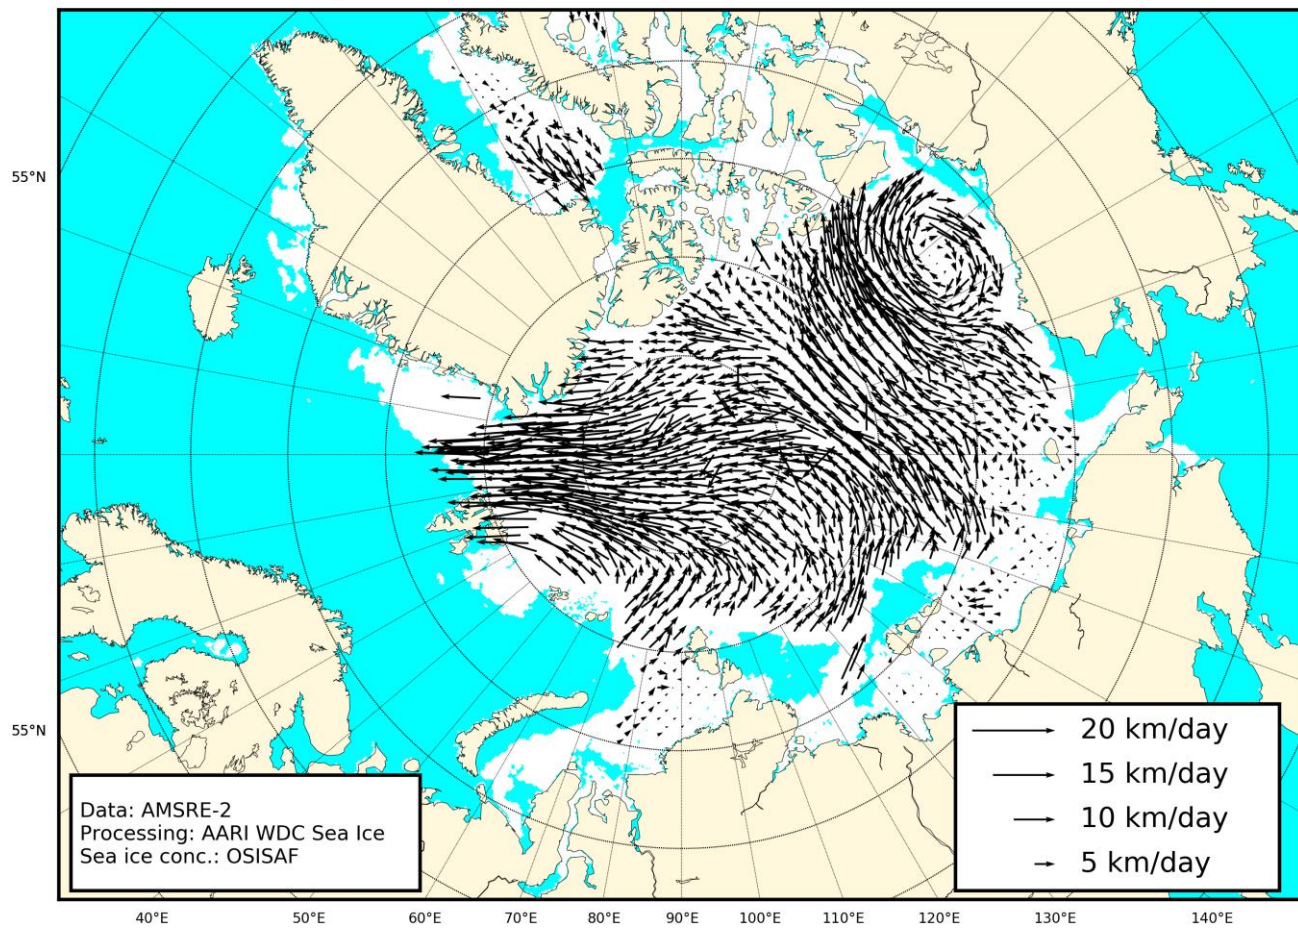 55°N
55°N
20 km/day
15 km/day
10 km/day
5 km/day
Data: AMSRE-2
Processing: AARI WDC Sea Ice
Sea ice conc.: OSISAF
40°E 50°E 60°E 70°E 80°E 90°E 100°E 110°E 120°E 130°E 140°E